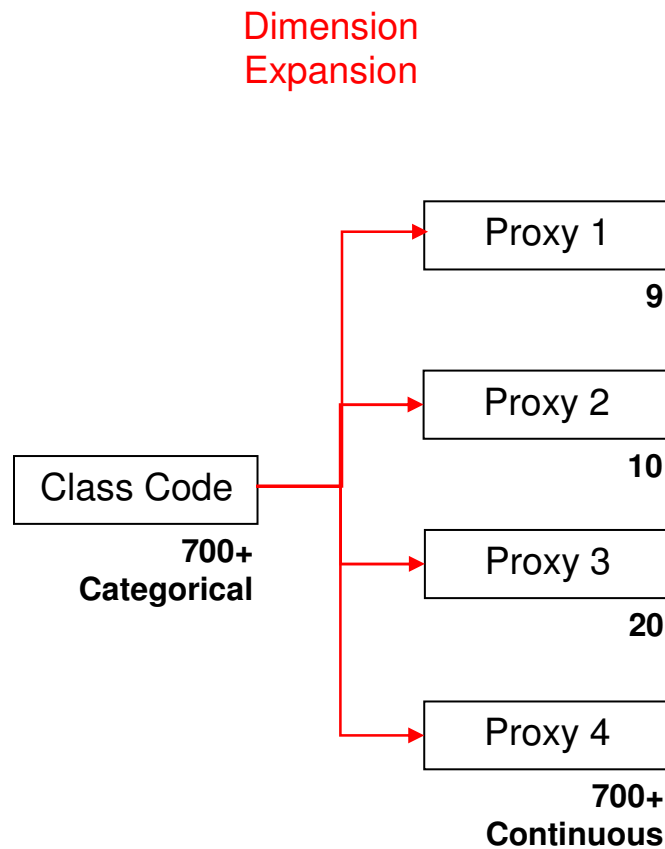 Dimension
Expansion
Proxy 1
9
Proxy 2
10
Class Code
700+
Categorical
Proxy 3
20
Proxy 4
700+
Continuous